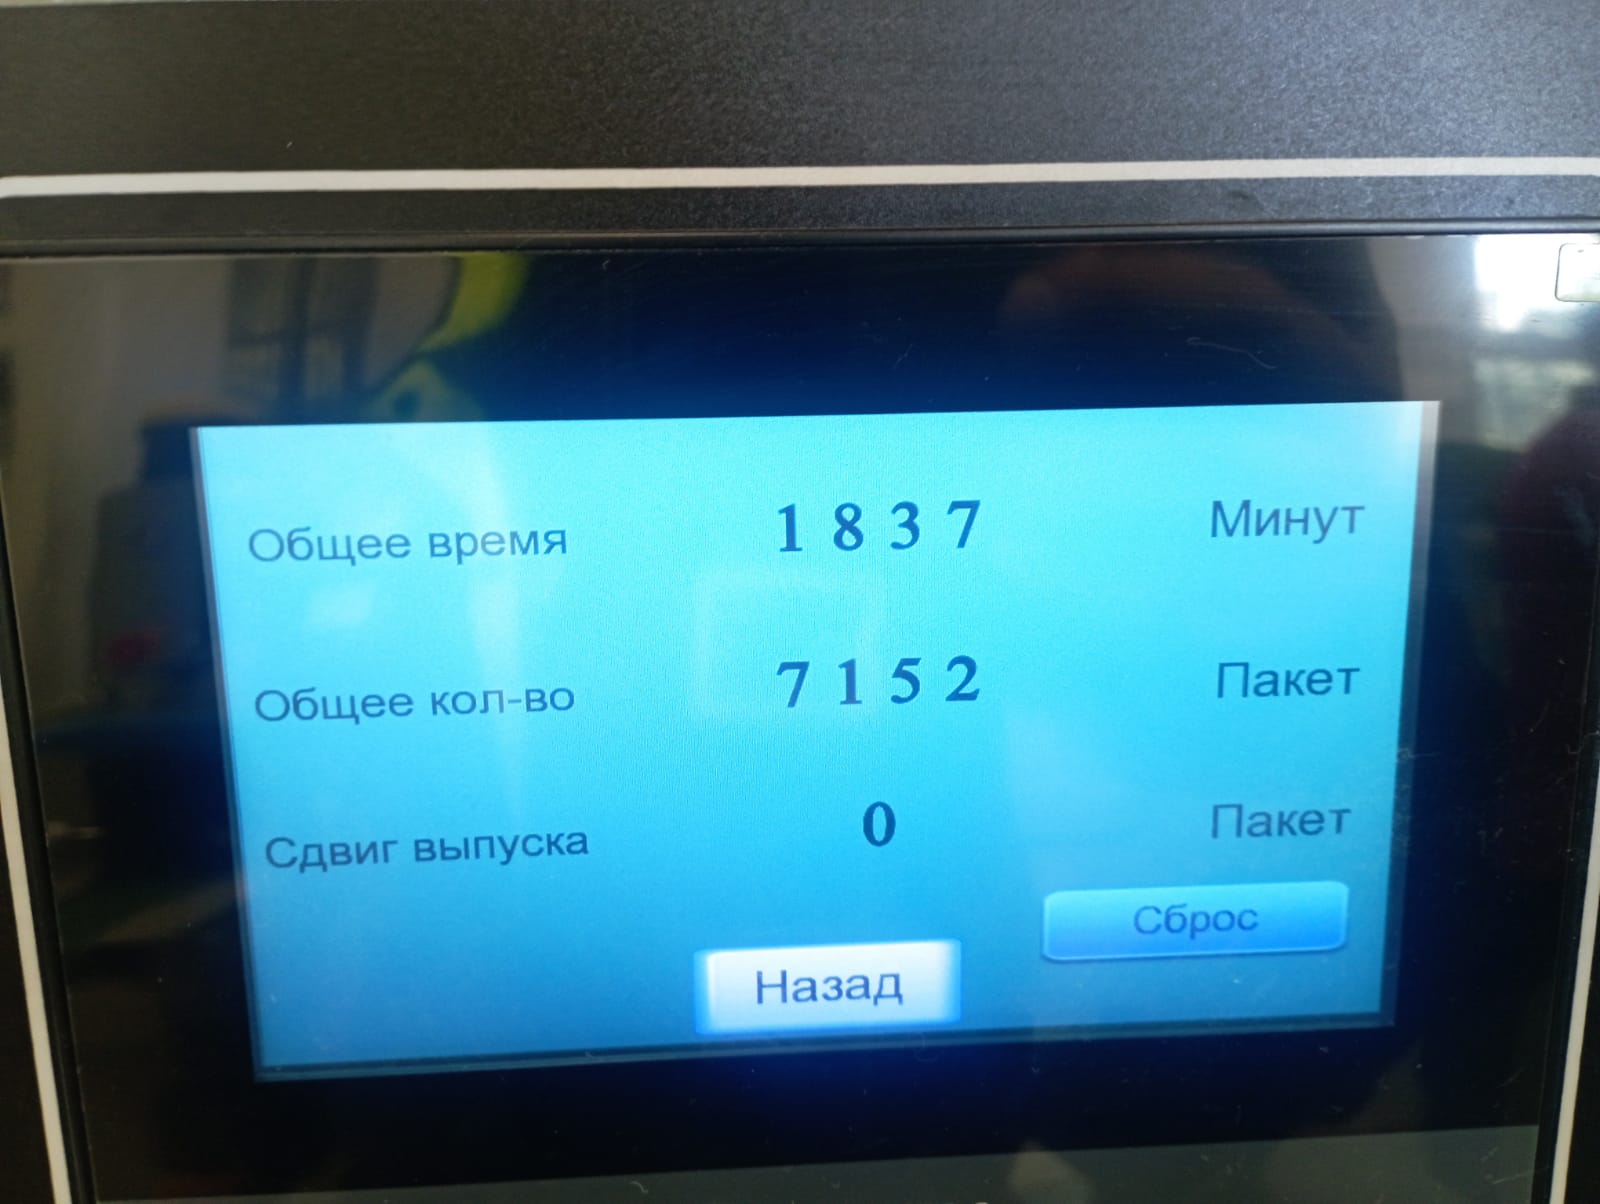 Общее время 1837 Минут
Общее кол-во 7152 Пакет
Сдвиг выпуска 0 Пакет
Сброс
Назад